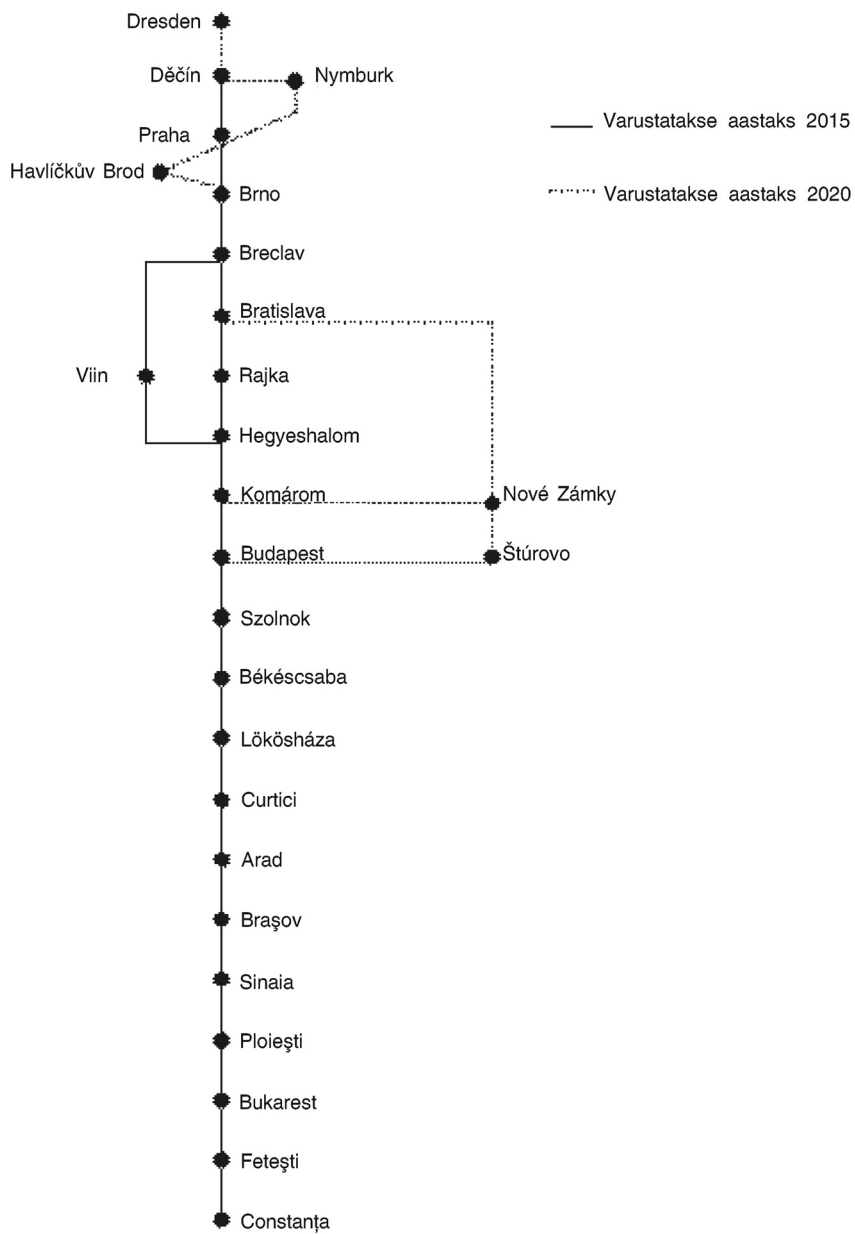 Dresden
Děčín
Nymburk
Varustatakse aastaks 2015
Praha
Havlíčkův Brod
Brno
Varustatakse aastaks 2020
Breclav
Bratislava
Viin
Rajka
Hegyeshalom
Komárom
Nové Zámky
Budapest
Štúrovo
Szolnok
Békéscsaba
Lökösháza
Curtici
Arad
Braşov
Sinaia
Ploieşti
Bukarest
Feteşti
Constanța